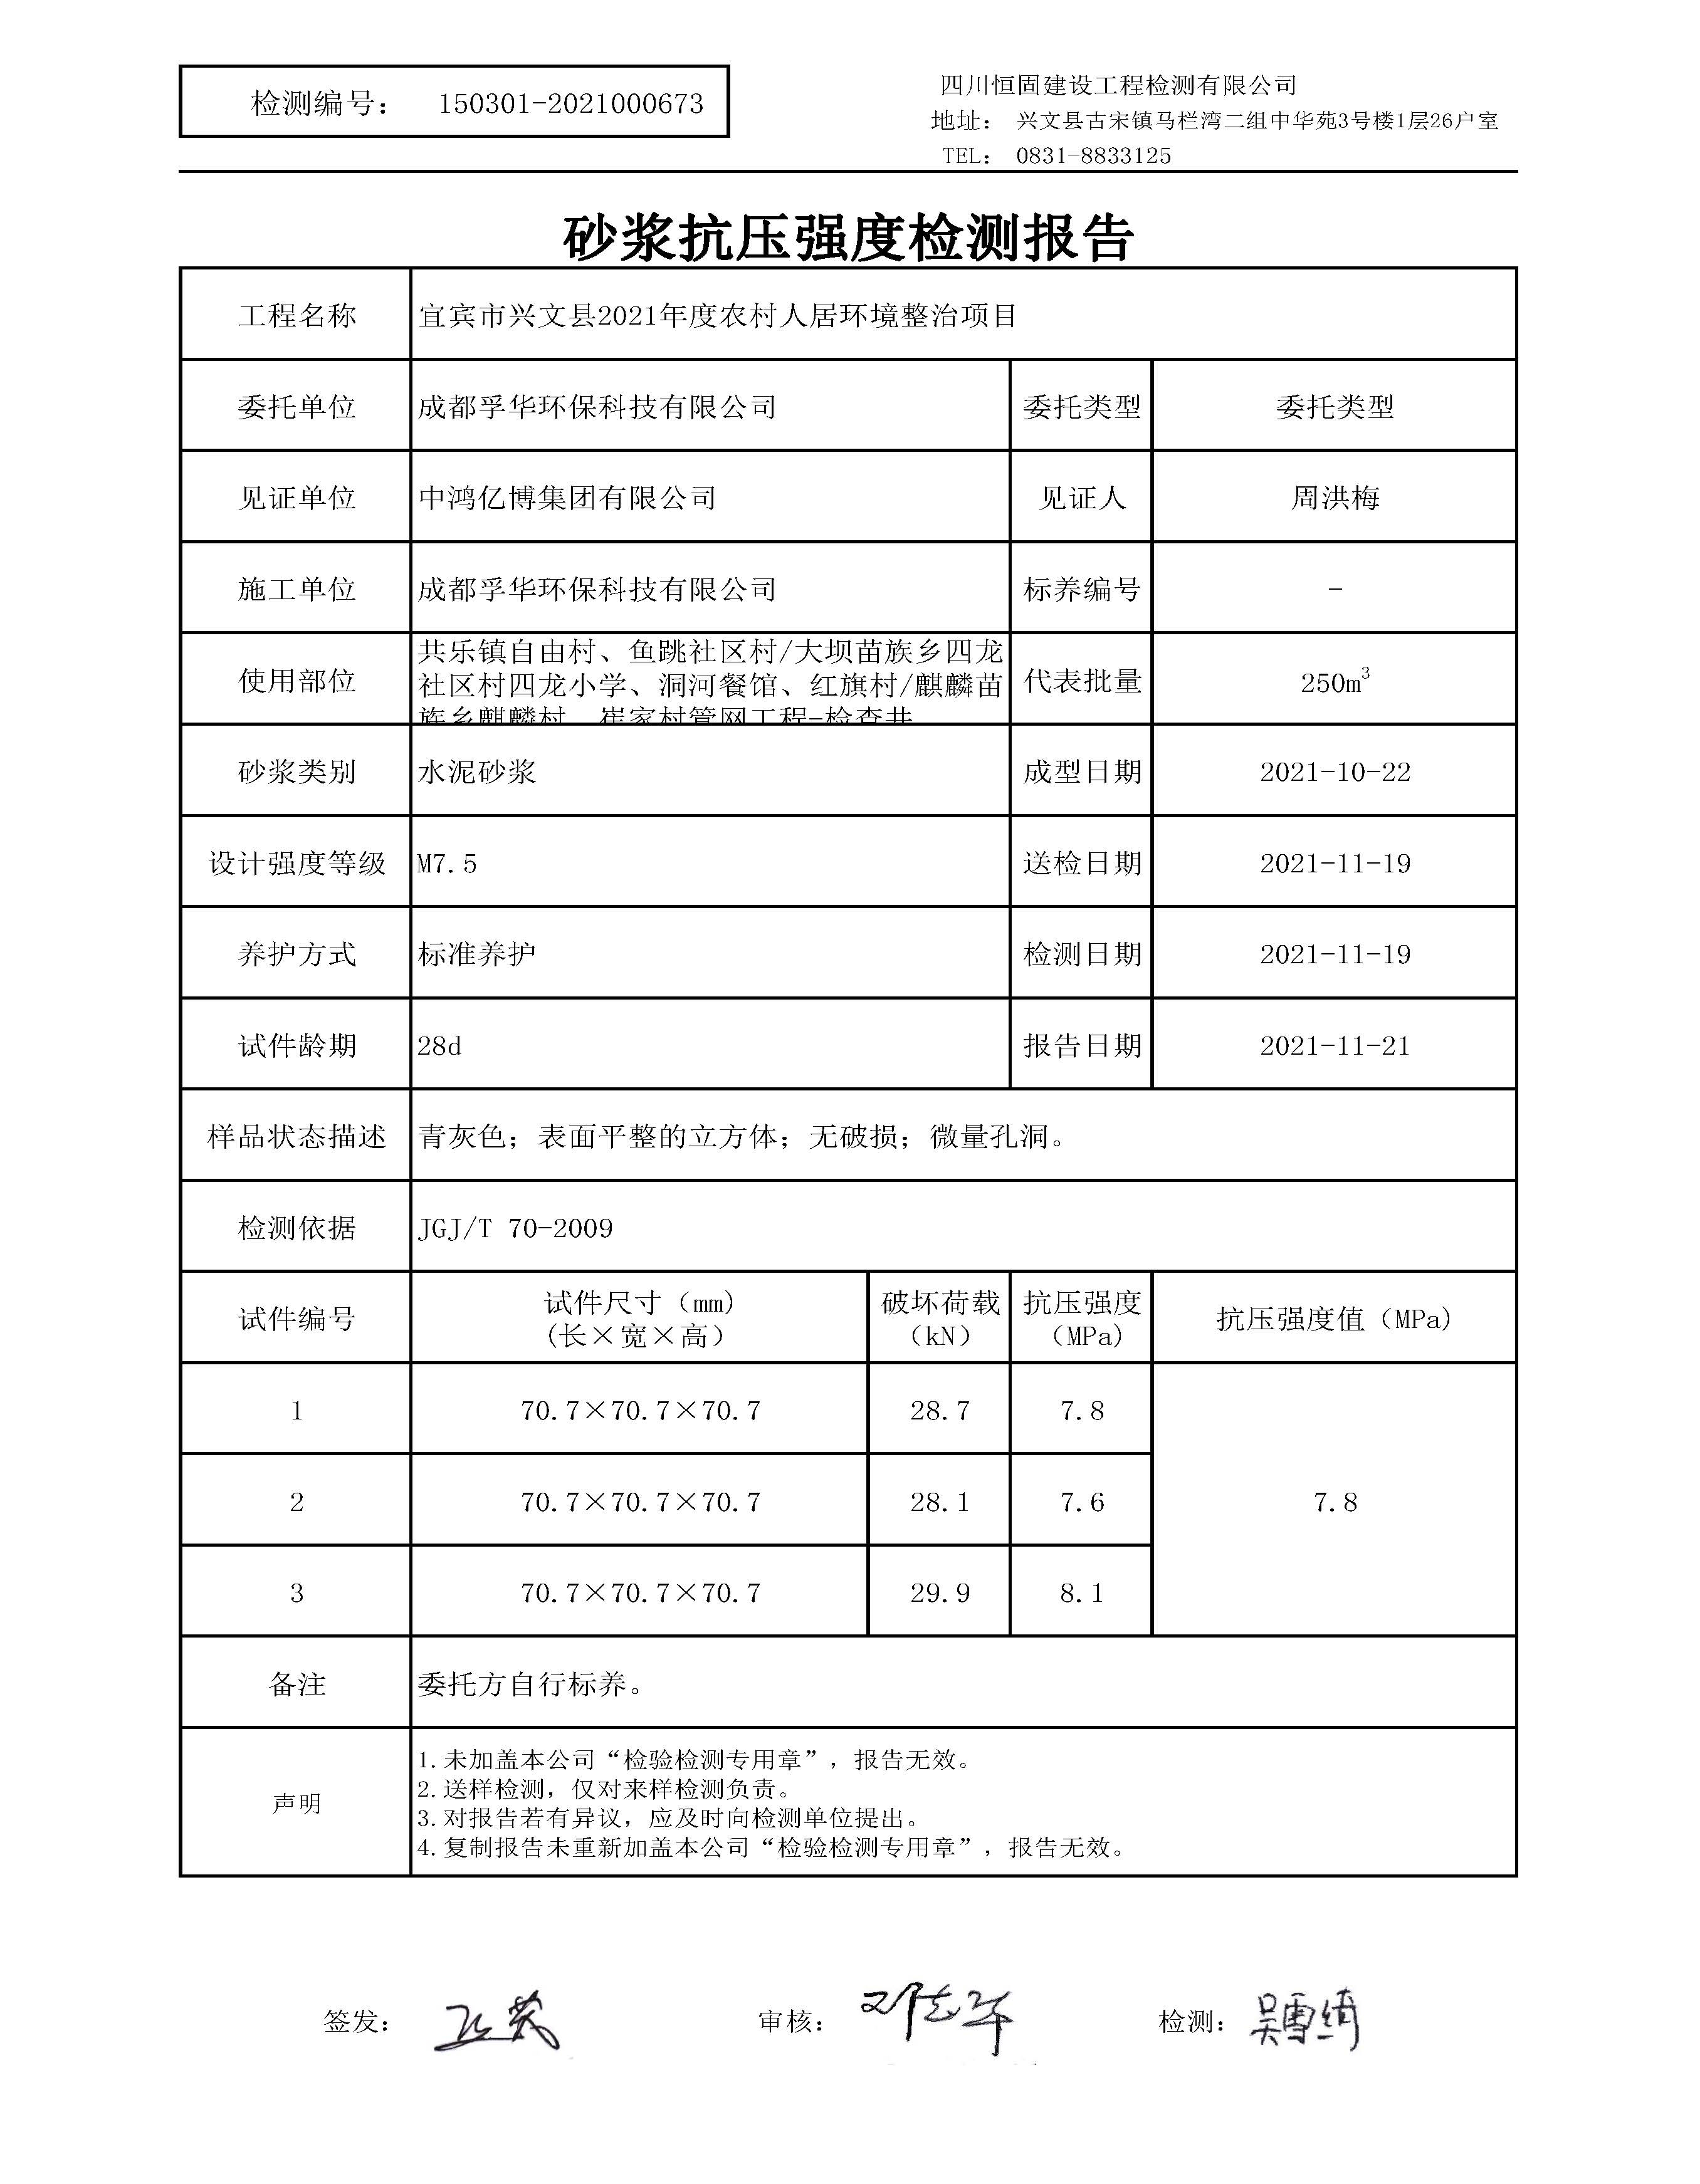 检测编号： 150301-2021000673
四川恒固建设工程检测有限公司
地址： 兴文县古宋镇马栏湾二组中华苑3号楼1层26户室
TEL： 0831-8833125
砂浆抗压强度检测报告
工程名称 宜宾市兴文县2021年度农村人居环境整治项目
委托单位 成都孚华环保科技有限公司 委托类型 委托类型
见证单位 中鸿亿博集团有限公司 见证人 周洪梅
施工单位 成都孚华环保科技有限公司 标养编号 -
使用部位 共乐镇自由村、鱼跳社区村/大坝苗族乡四龙
社区村四龙小学、洞河餐馆、红旗村/麒麟苗
族乡麒麟村、崔家村管网工程-检查井
代表批量 250m³
砂浆类别 水泥砂浆 成型日期 2021-10-22
设计强度等级 M7.5 送检日期 2021-11-19
养护方式 标准养护 检测日期 2021-11-19
试件龄期 28d 报告日期 2021-11-21
样品状态描述 青灰色；表面平整的立方体；无破损；微量孔洞。
检测依据 JGJ/T 70-2009
试件编号 试件尺寸（mm）
(长×宽×高）
破坏荷载
（kN）
抗压强度
（MPa）
抗压强度值（MPa）
1 70.7×70.7×70.7 28.7 7.8
2 70.7×70.7×70.7 28.1 7.6 7.8
3 70.7×70.7×70.7 29.9 8.1
备注 委托方自行标养。
声明
1.未加盖本公司“检验检测专用章”，报告无效。
2.送样检测，仅对来样检测负责。
3.对报告若有异议，应及时向检测单位提出。
4.复制报告未重新加盖本公司“检验检测专用章”，报告无效。
签发： 审核： 邓志华 检测： 吴雪绮